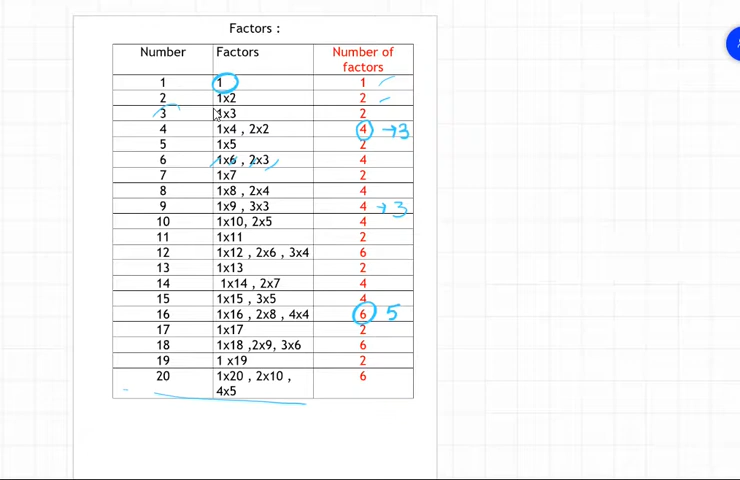 Factors :
Number Factors Number of factors
1 1 1
2 1x2 2
3 1x3 2
4 1x4 , 2x2 4 →3
5 1x5 2
6 1x6 , 2x3 4
7 1x7 2
8 1x8 , 2x4 4
9 1x9 , 3x3 4 →3
10 1x10, 2x5 4
11 1x11 2
12 1x12 , 2x6 , 3x4 6
13 1x13 2
14 1x14 , 2x7 4
15 1x15 , 3x5 4
16 1x16 , 2x8 , 4x4 6 5
17 1x17 2
18 1x18 ,2x9, 3x6 6
19 1 x19 2
20 1x20 , 2x10 , 6
4x5